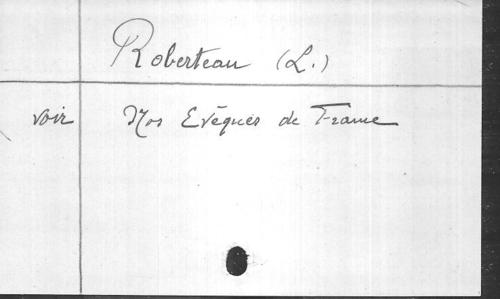 Roberteau (L.)
voir Nos Evêques de France